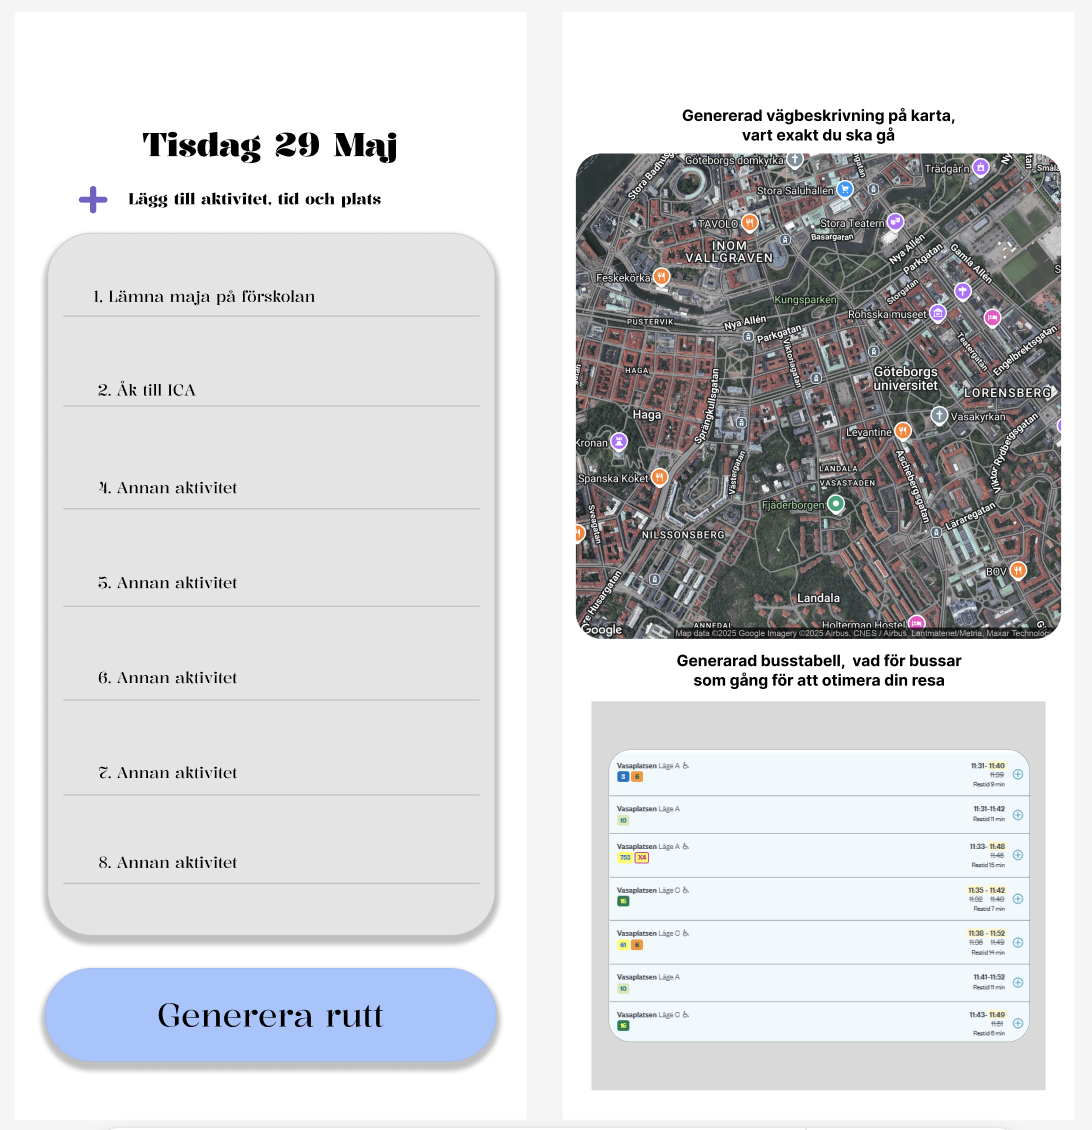 Tisdag 29 Maj
Lägg till aktivitet, tid och plats
1. Lämna maja på förskolan
2. Åk till ICA
4. Annan aktivitet
5. Annan aktivitet
6. Annan aktivitet
7. Annan aktivitet
8. Annan aktivitet
Generera rutt
Genererad vägbeskrivning på karta,
vart exakt du ska gå
Göteborgs domkyrka
Stora Badhus
Trädgår'n
Stora Saluhallen
TAVOLO
Stora Teatern
Basargatan
INOM
VALLGRAVEN
Nya Allén
Parkgatan
Gamla Allén
Feskekörka
Storgatan
Kungsparken
Röhsska museet
PUSTERVIK
Nya Allén
Parkgatan
Viktoriagatan
Teatergatan
Engelbrektsgatan
HAGA
Göteborgs
universitet
LORENSBERG
Haga
Sprängkullsgatan
Vasakyrkan
Kronan
Levantine
Viktor Rydbergsgatan
Aschebergsgatan
Västergatan
LANDALA
VASASTADEN
Spanska Köket
Fjäderborgen
Sveagatan
Läraregatan
NILSSONSBERG
BOV
re Husargatan
Landala
ANNEDAL
Holterman Hostel
Google
Map data ©2025 Google Imagery ©2025 Airbus, CNES / Airbus, Lantmäteriet/Metria, Maxar Technolog
Generarad busstabell, vad för bussar
som gång för att otimera din resa
Vasaplatsen Läge A 11:31- 11:40
3 6 11:39
Restid 9 min
Vasaplatsen Läge A 11:31-11:42
10 Restid 11 min
Vasaplatsen Läge A 11:33- 11:48
753 X4 11:46
Restid 15 min
Vasaplatsen Läge C 11:35 - 11:42
16 11:32 11:40
Restid 7 min
Vasaplatsen Läge C 11:38 - 11:52
61 6 11:36 11:49
Restid 14 min
Vasaplatsen Läge A 11:41-11:52
10 Restid 11 min
Vasaplatsen Läge C 11:43- 11:49
16 11:51
Restid 6 min